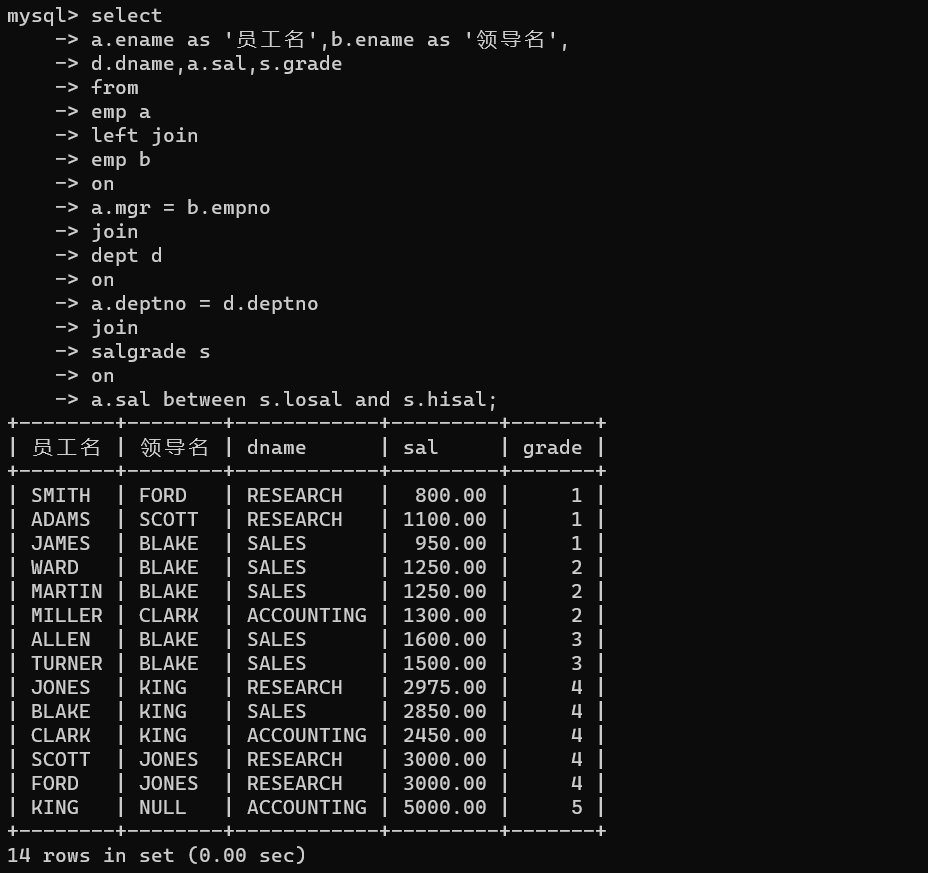 mysql> select
    -> a.ename as '员工名',b.ename as '领导名',
    -> d.dname,a.sal,s.grade
    -> from
    -> emp a
    -> left join
    -> emp b
    -> on
    -> a.mgr = b.empno
    -> join
    -> dept d
    -> on
    -> a.deptno = d.deptno
    -> join
    -> salgrade s
    -> on
    -> a.sal between s.losal and s.hisal;
+--------+--------+------------+---------+-------+
| 员工名 | 领导名 | dname      | sal     | grade |
+--------+--------+------------+---------+-------+
| SMITH  | FORD   | RESEARCH   |  800.00 |     1 |
| ADAMS  | SCOTT  | RESEARCH   | 1100.00 |     1 |
| JAMES  | BLAKE  | SALES      |  950.00 |     1 |
| WARD   | BLAKE  | SALES      | 1250.00 |     2 |
| MARTIN | BLAKE  | SALES      | 1250.00 |     2 |
| MILLER | CLARK  | ACCOUNTING | 1300.00 |     2 |
| ALLEN  | BLAKE  | SALES      | 1600.00 |     3 |
| TURNER | BLAKE  | SALES      | 1500.00 |     3 |
| JONES  | KING   | RESEARCH   | 2975.00 |     4 |
| BLAKE  | KING   | SALES      | 2850.00 |     4 |
| CLARK  | KING   | ACCOUNTING | 2450.00 |     4 |
| SCOTT  | JONES  | RESEARCH   | 3000.00 |     4 |
| FORD   | JONES  | RESEARCH   | 3000.00 |     4 |
| KING   | NULL   | ACCOUNTING | 5000.00 |     5 |
+--------+--------+------------+---------+-------+
14 rows in set (0.00 sec)